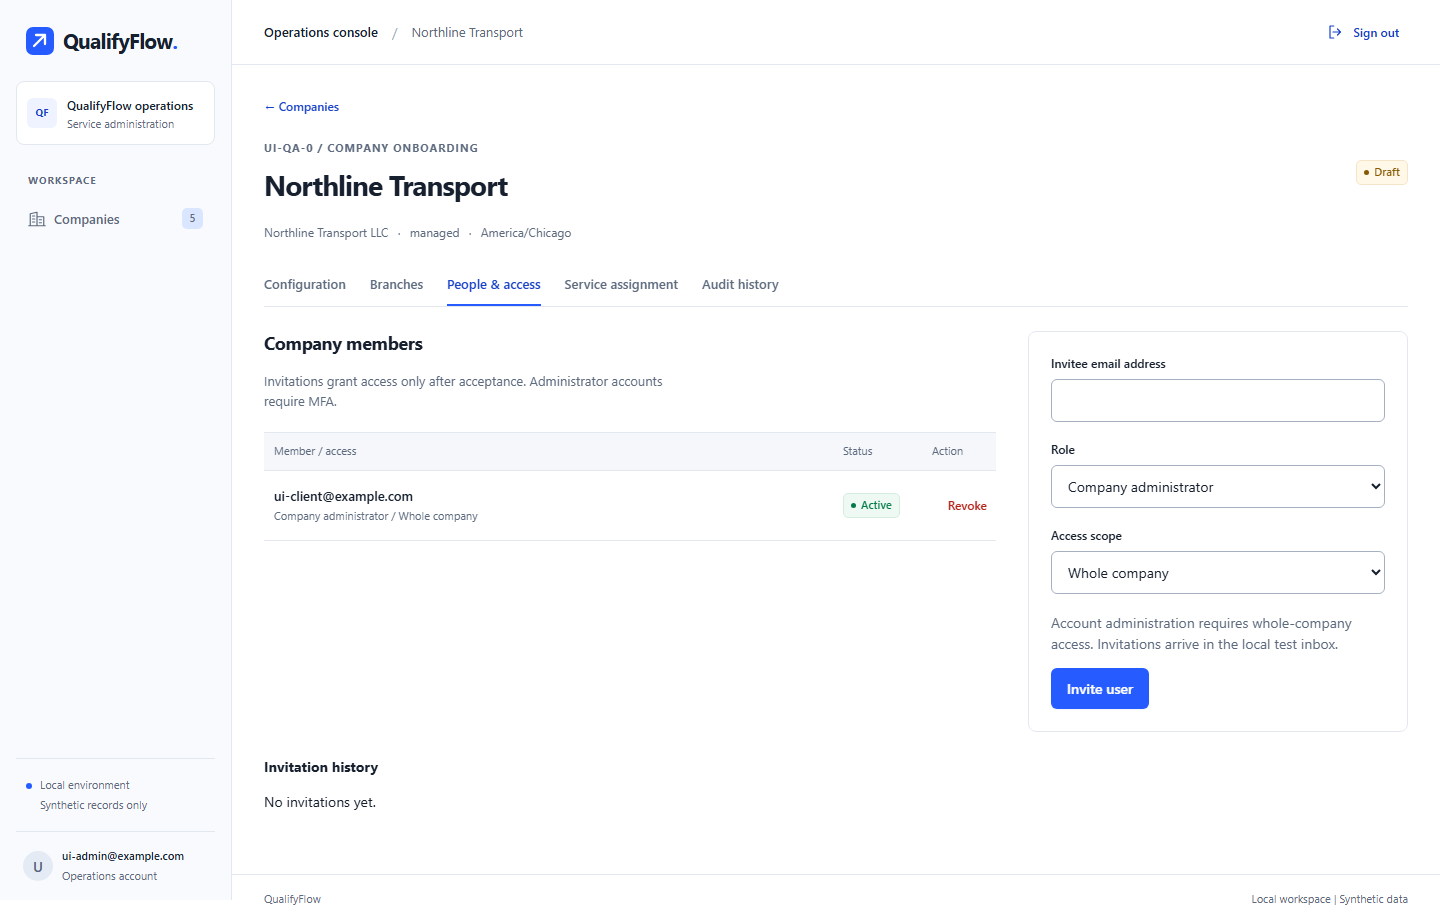 QualifyFlow.
QF
QualifyFlow operations
Service administration
WORKSPACE
Companies
5
Local environment
Synthetic records only
U
ui-admin@example.com
Operations account
Operations console / Northline Transport
Sign out
← Companies
UI-QA-0 / COMPANY ONBOARDING
Northline Transport
Draft
Northline Transport LLC · managed · America/Chicago
Configuration
Branches
People & access
Service assignment
Audit history
Company members
Invitations grant access only after acceptance. Administrator accounts
require MFA.
Member / access
Status
Action
ui-client@example.com
Company administrator / Whole company
Active
Revoke
Invitee email address
Role
Company administrator
Access scope
Whole company
Account administration requires whole-company
access. Invitations arrive in the local test inbox.
Invite user
Invitation history
No invitations yet.
QualifyFlow
Local workspace | Synthetic data